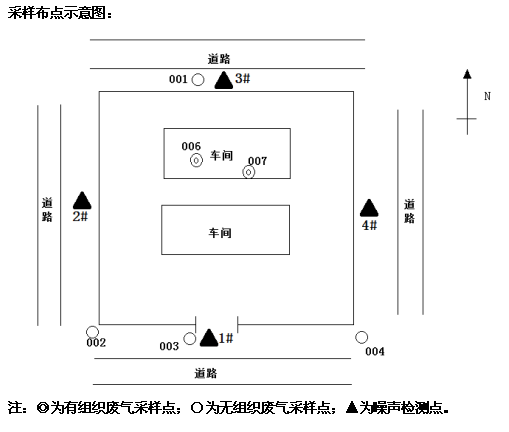 采样布点示意图：
道路
001 3#
N
006
车间
007
道路
2#
4#
道路
车间
002
003 1#
004
道路
注：◎为有组织废气采样点；○为无组织废气采样点；▲为噪声检测点。